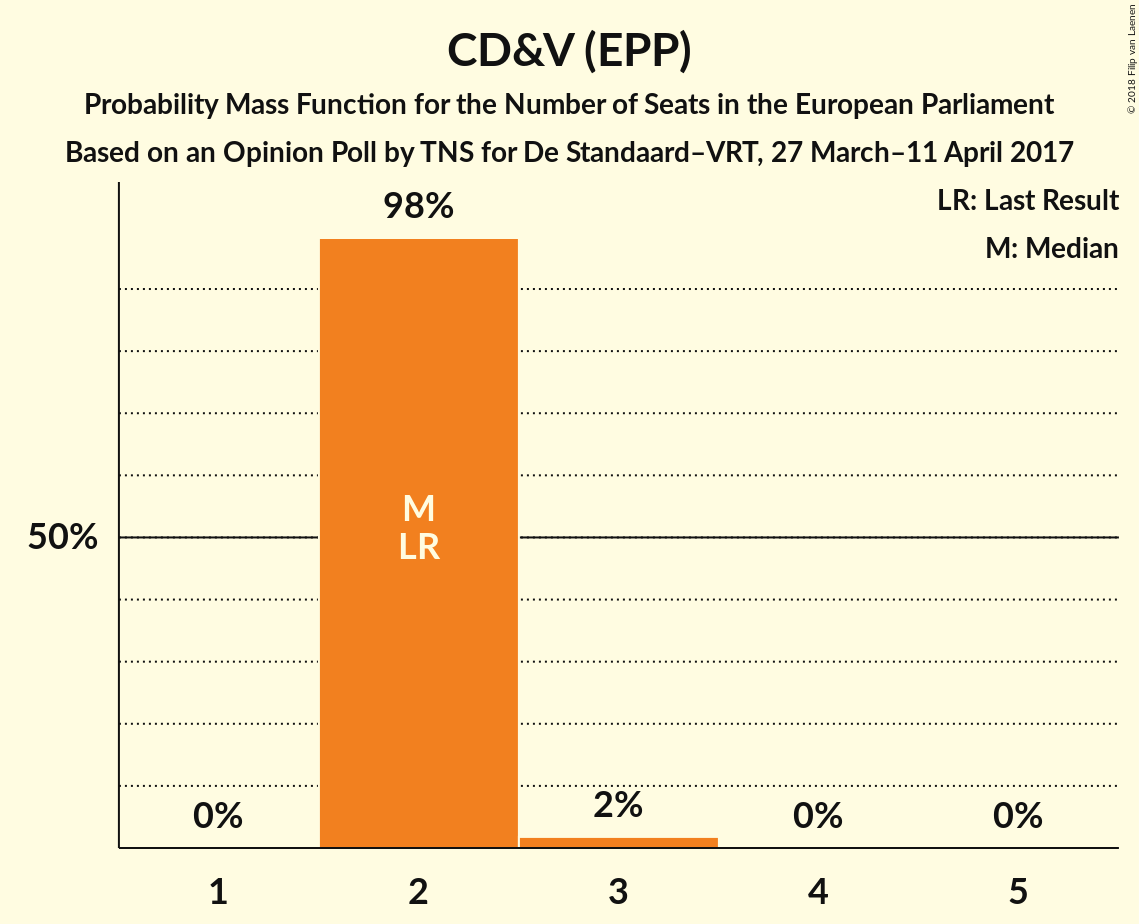 CD&V (EPP)
Probability Mass Function for the Number of Seats in the European Parliament
Based on an Opinion Poll by TNS for De Standaard–VRT, 27 March–11 April 2017
© 2018 Filip van Laenen
LR: Last Result
M: Median
98%
M
LR
50%
0%
2%
0%
0%
1
2
3
4
5